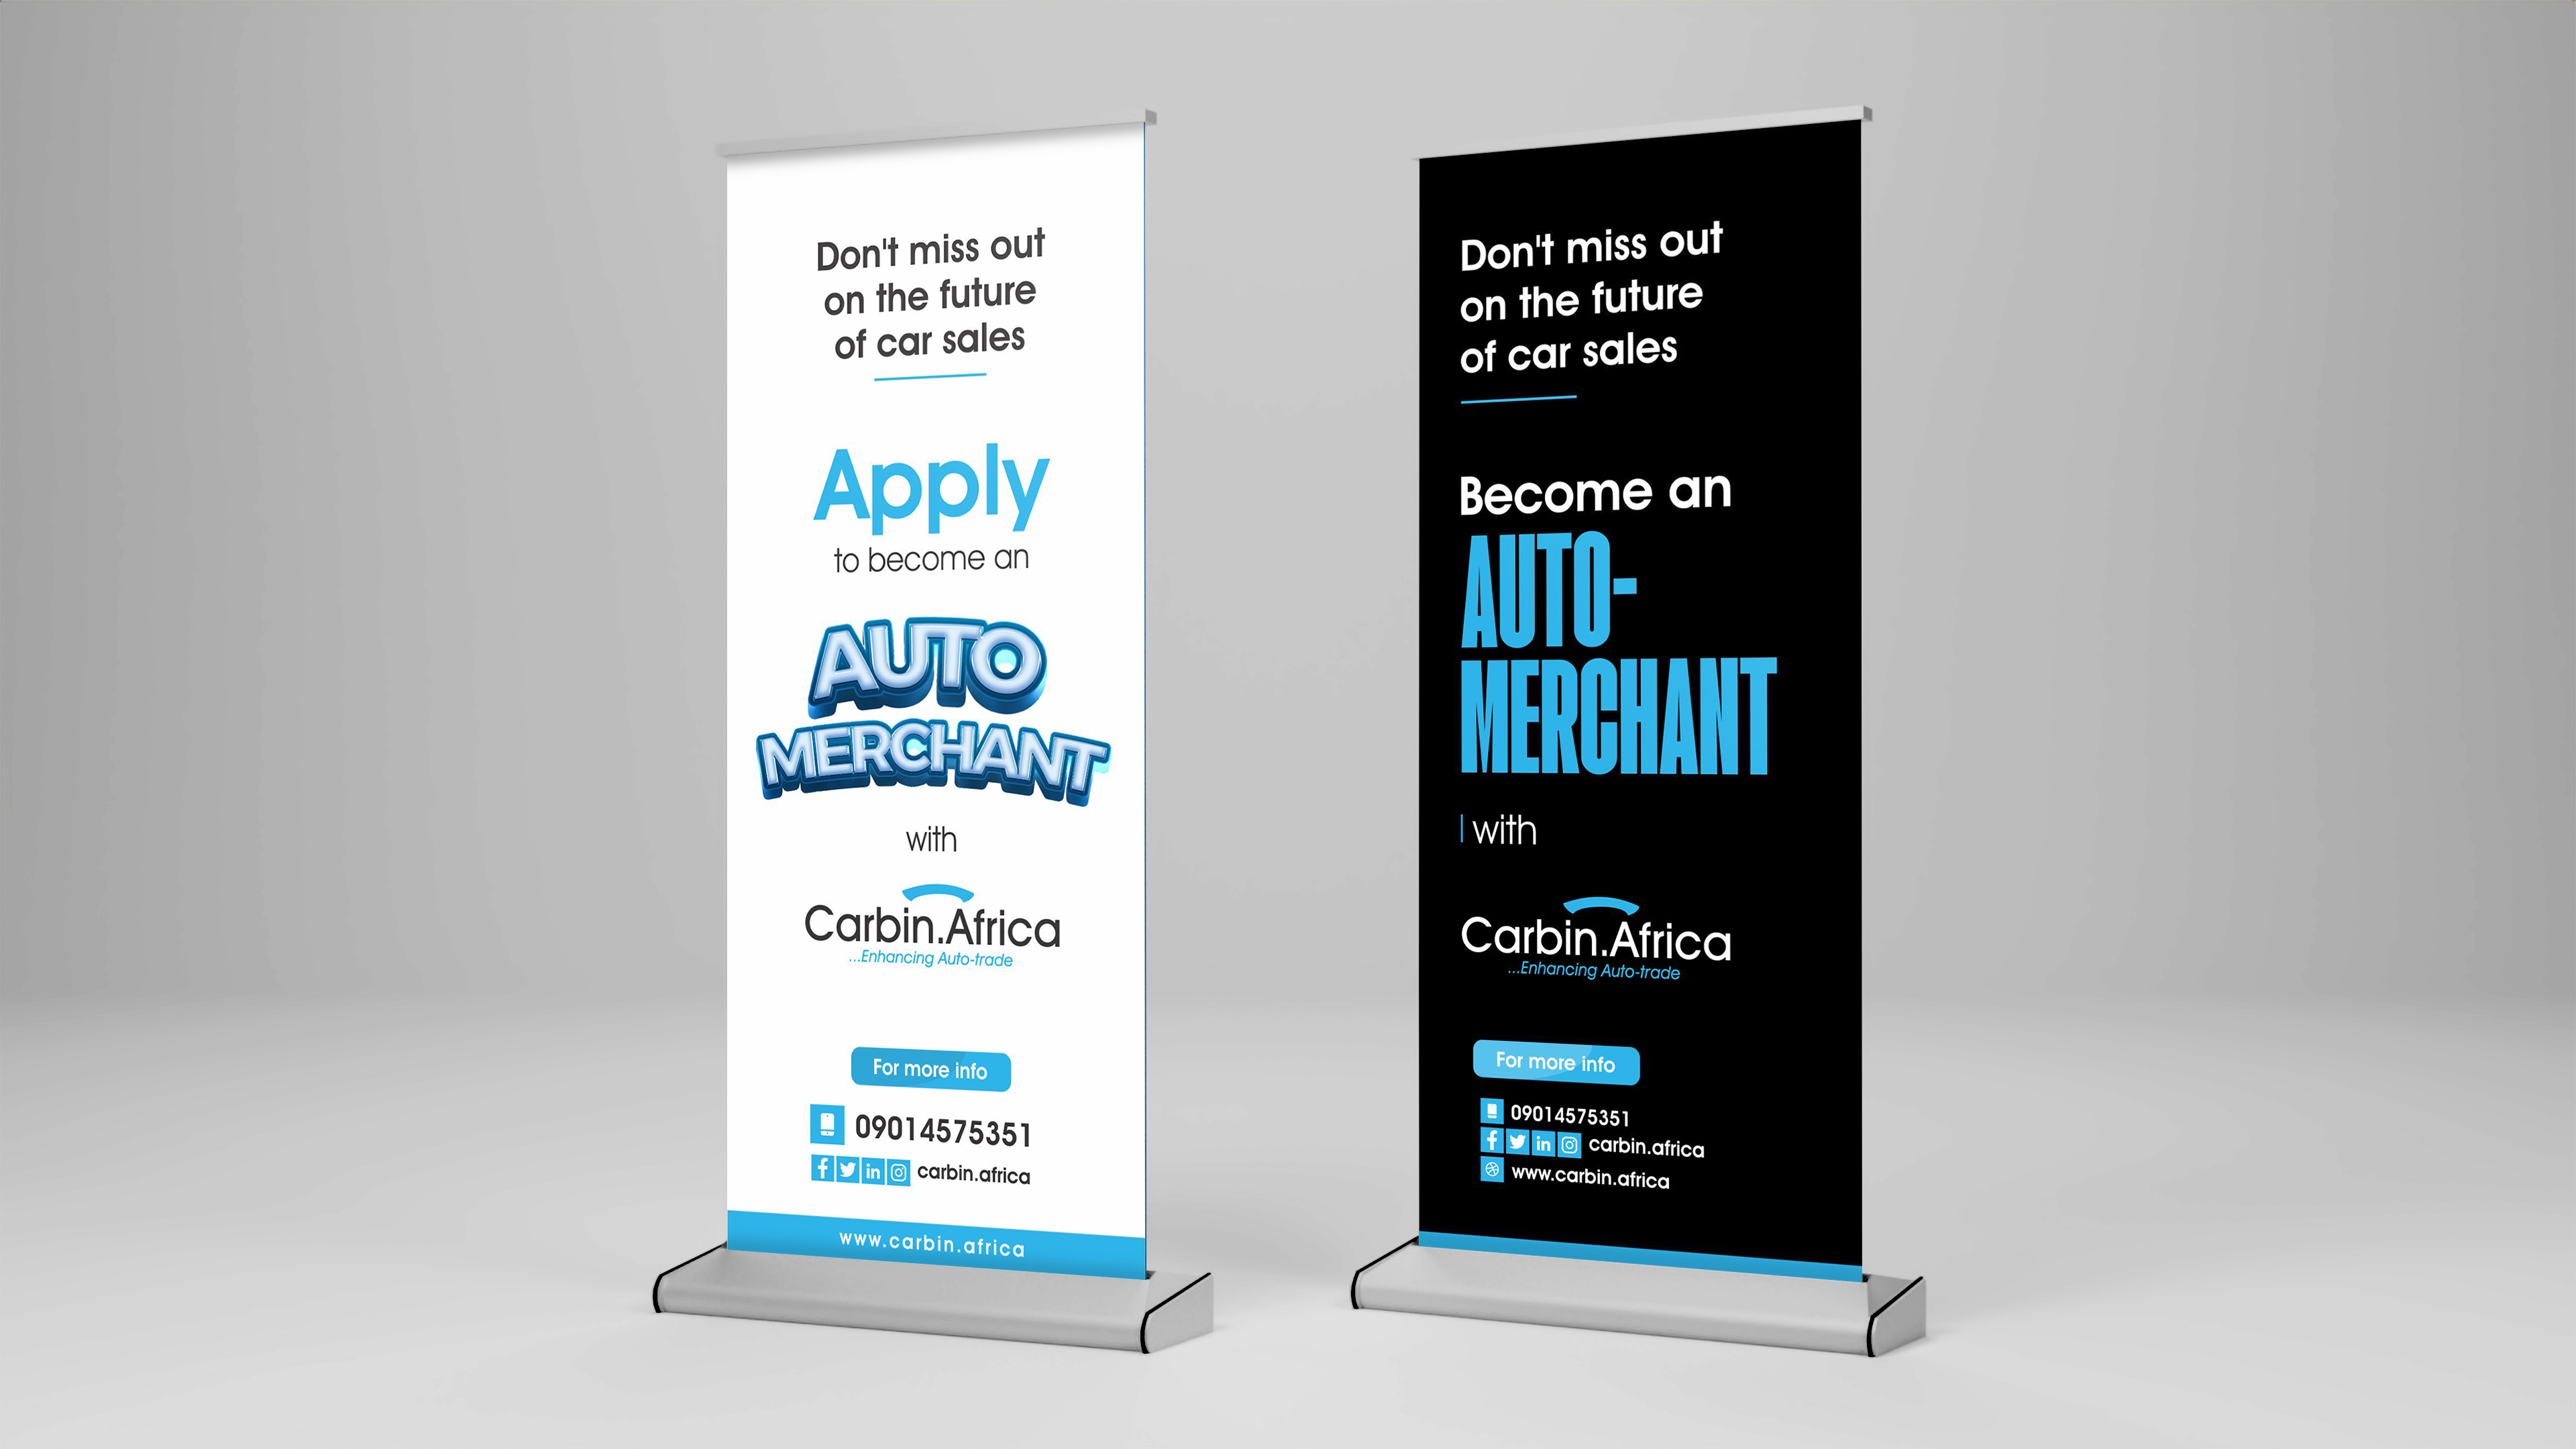 Don't miss out
on the future
of car sales
Apply
to become an
AUTO
MERCHANT
with
Carbin.Africa
...Enhancing Auto-trade
For more info
09014575351
carbin.africa
www.carbin.africa
Don't miss out
on the future
of car sales
Become an
AUTO-
MERCHANT
with
Carbin.Africa
...Enhancing Auto-trade
For more info
09014575351
carbin.africa
www.carbin.africa